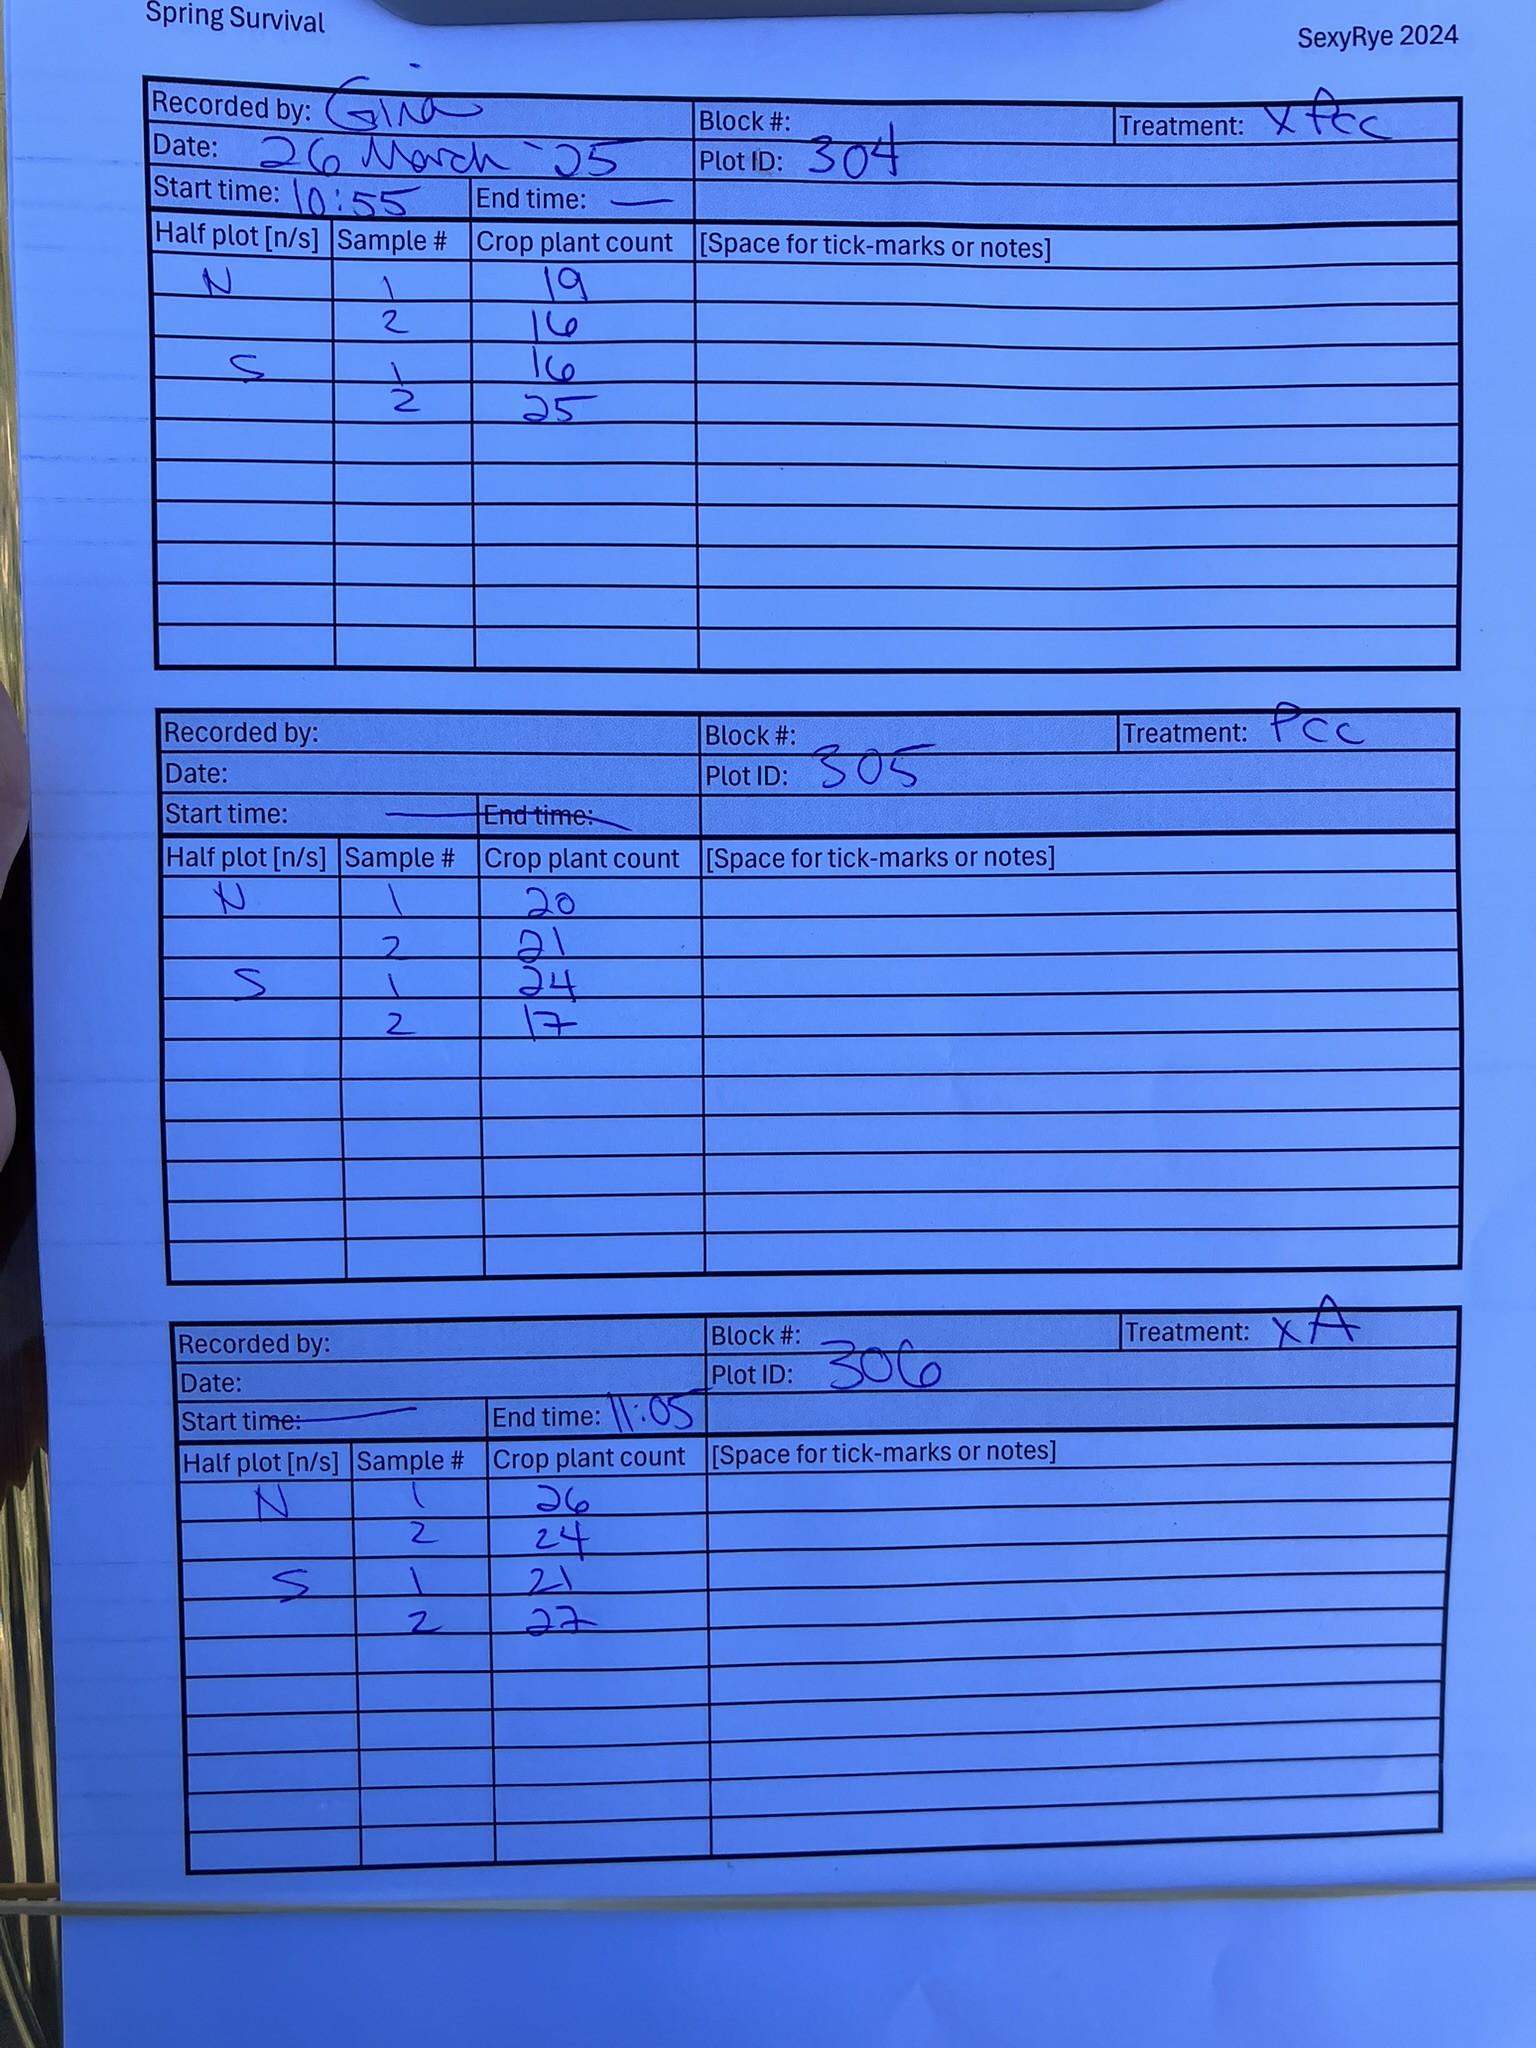 Spring Survival
SexyRye 2024
Recorded by: Gina Block #: Treatment: xPcc
Date: 26 March '25 Plot ID: 304
Start time: 10:55 End time: —
Half plot [n/s] Sample # Crop plant count [Space for tick-marks or notes]
N 1 19
2 16
S 1 16
2 25
Recorded by: Block #: Treatment: Pcc
Date: Plot ID: 305
Start time: — End time:
Half plot [n/s] Sample # Crop plant count [Space for tick-marks or notes]
N 1 20
2 21
S 1 24
2 17
Recorded by: Block #: Treatment: xA
Date: Plot ID: 306
Start time: — End time: 11:05
Half plot [n/s] Sample # Crop plant count [Space for tick-marks or notes]
N 1 26
2 24
S 1 21
2 27